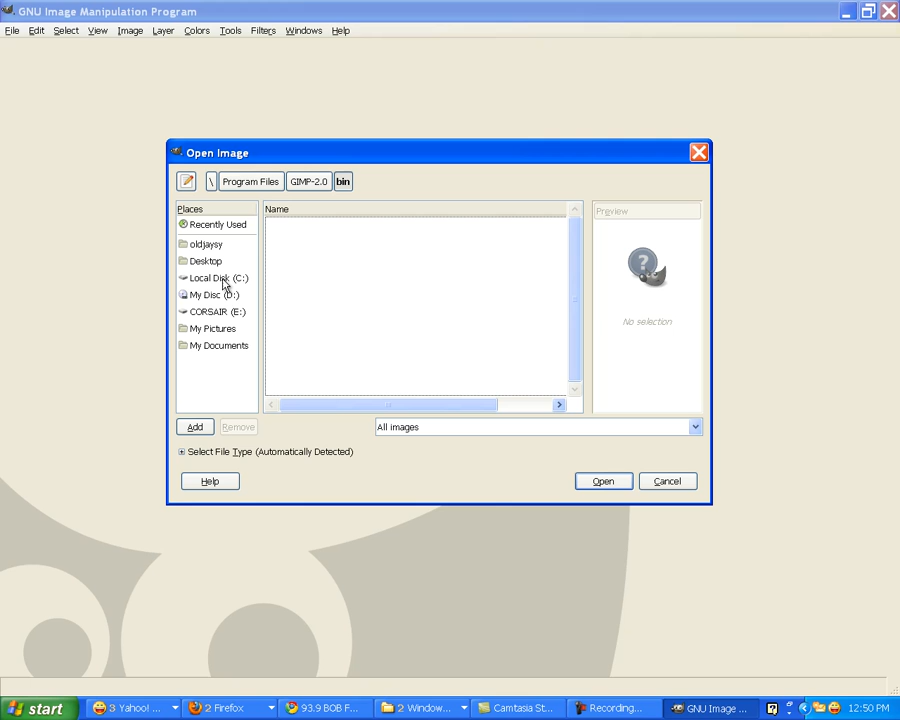 GNU Image Manipulation Program
File Edit Select View Image Layer Colors Tools Filters Windows Help
Open Image
\ Program Files GIMP-2.0 bin
Places Name Preview
Recently Used
oldjaysy
Desktop
Local Disk (C:)
My Disc (D:)
CORSAIR (E:)
No selection
My Pictures
My Documents
Add Remove All images
Select File Type (Automatically Detected)
Help Open Cancel
start 3 Yahoo! ... 2 Firefox 93.9 BOB F... 2 Window... Camtasia St... Recording... GNU Image ... 12:50 PM